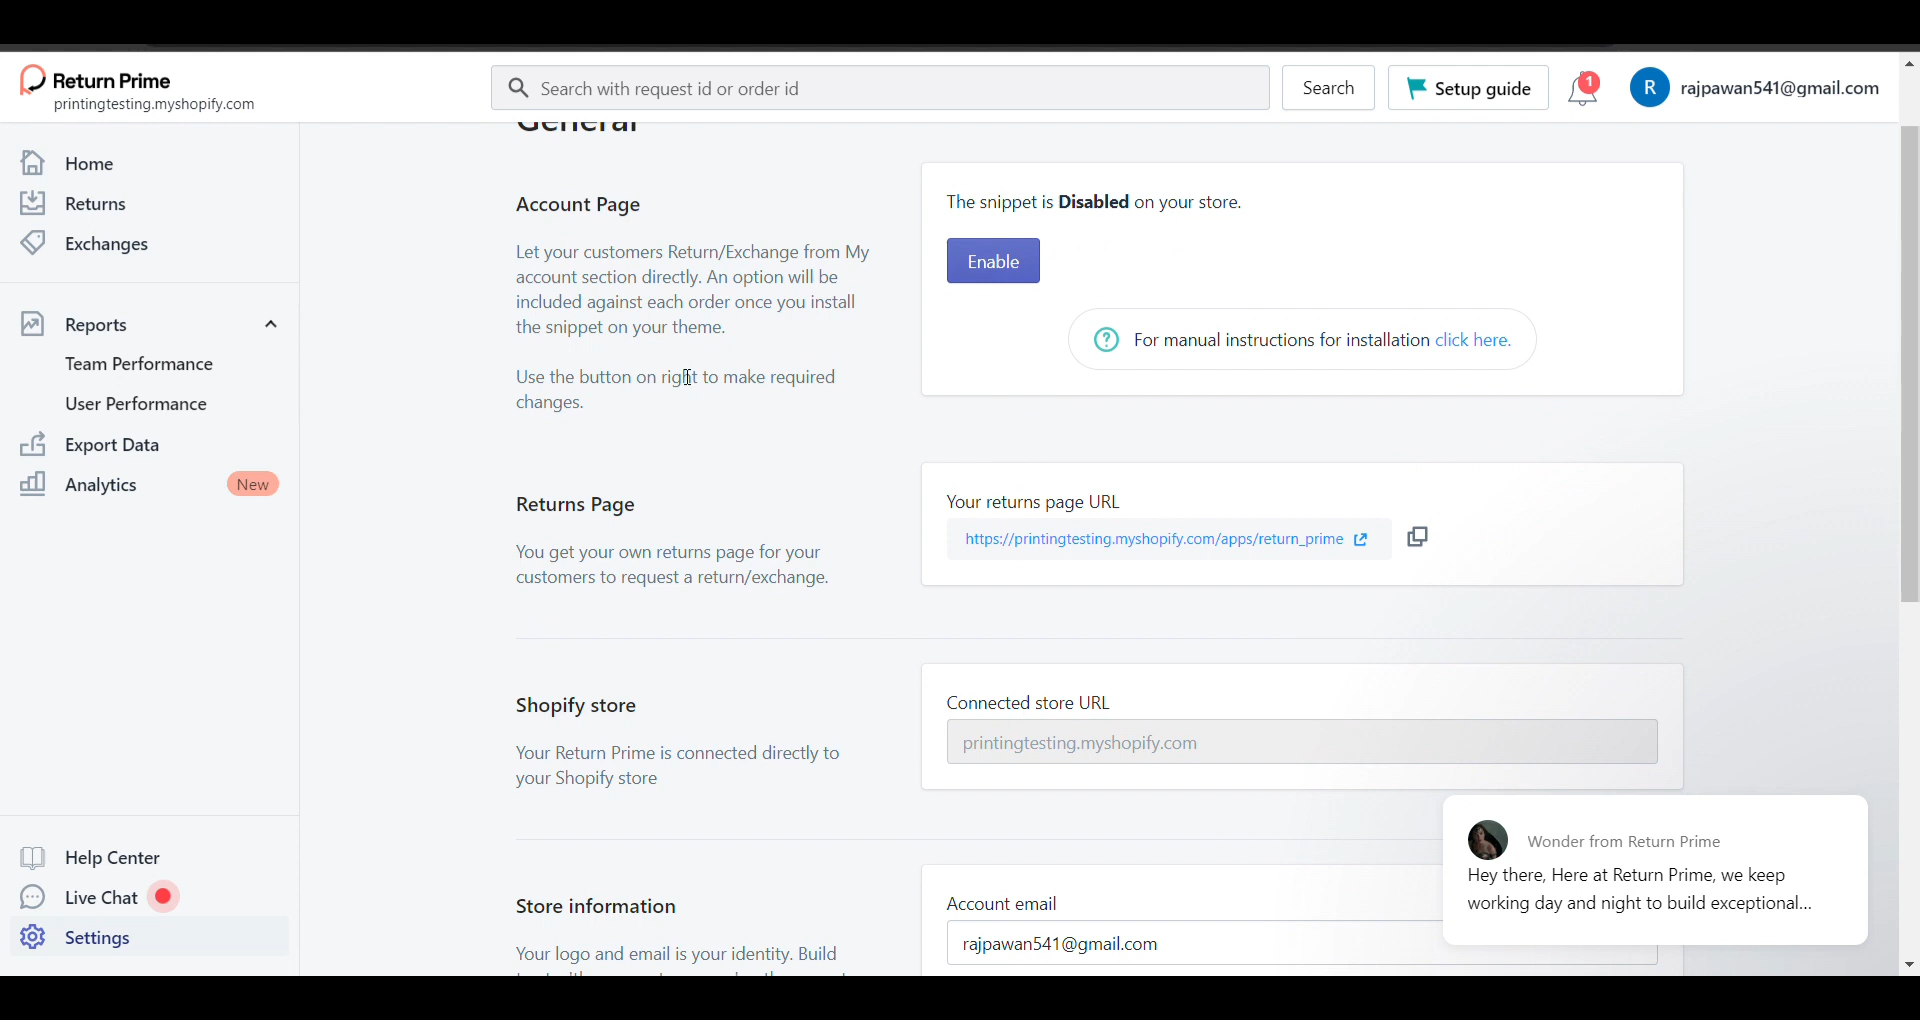 Return Prime
printingtesting.myshopify.com
Search with request id or order id
Search
Setup guide
1
R
rajpawan541@gmail.com
Home
Returns
Exchanges
Reports
Team Performance
User Performance
Export Data
Analytics
New
Help Center
Live Chat
Settings
General
Account Page
Let your customers Return/Exchange from My
account section directly. An option will be
included against each order once you install
the snippet on your theme.
Use the button on right to make required
changes.
The snippet is Disabled on your store.
Enable
? For manual instructions for installation click here.
Returns Page
You get your own returns page for your
customers to request a return/exchange.
Your returns page URL
https://printingtesting.myshopify.com/apps/return_prime
Shopify store
Your Return Prime is connected directly to
your Shopify store
Connected store URL
printingtesting.myshopify.com
Store information
Your logo and email is your identity. Build
Account email
rajpawan541@gmail.com
Wonder from Return Prime
Hey there, Here at Return Prime, we keep
working day and night to build exceptional...